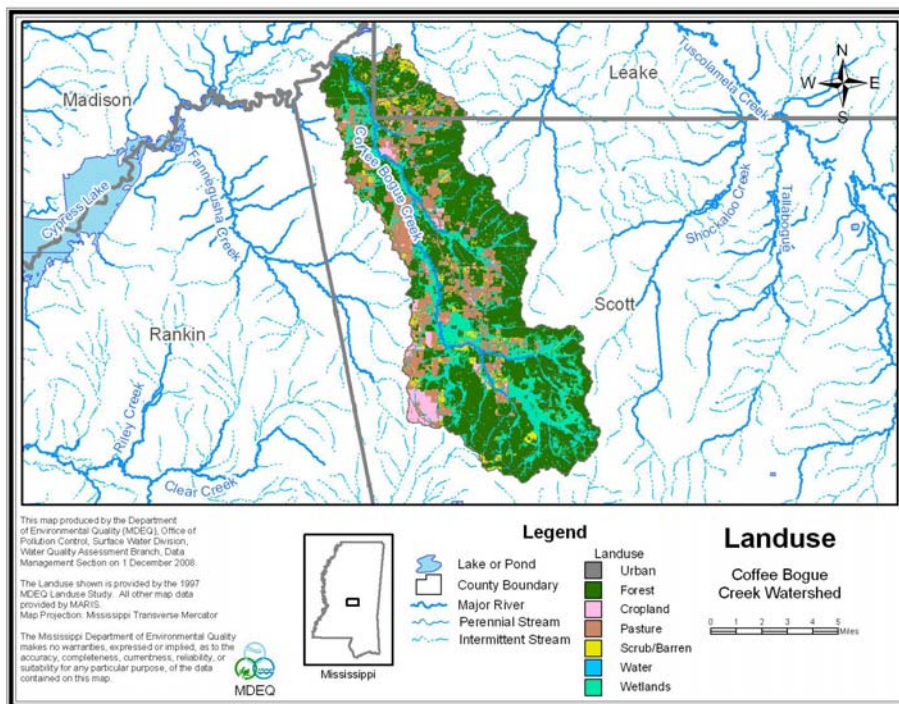 Madison
Leake
Tuscolameta Creek
N
W
E
S
Cypress Lake
Fannegusha Creek
Coffee Bogue Creek
Shockaloo Creek
Tallabogue
Rankin
Scott
Riley Creek
Clear Creek
This map produced by the Department
of Environmental Quality (MDEQ), Office of
Pollution Control, Surface Water Division,
Water Quality Assessment Branch, Data
Management Section on 1 December 2008.
The Landuse shown is provided by the 1997
MDEQ Landuse Study. All other map data
provided by MARIS.
Map Projection: Mississippi Transverse Mercator
The Mississippi Department of Environmental Quality
makes no warranties, expressed or implied, as to the
accuracy, completeness, currentness, reliability, or
suitability for any particular purpose, of the data
contained on this map.
MDEQ
Mississippi
Legend
Lake or Pond
County Boundary
Major River
Perennial Stream
Intermittent Stream
Landuse
Urban
Forest
Cropland
Pasture
Scrub/Barren
Water
Wetlands
Landuse
Coffee Bogue
Creek Watershed
0 1 2 3 4 5
Miles